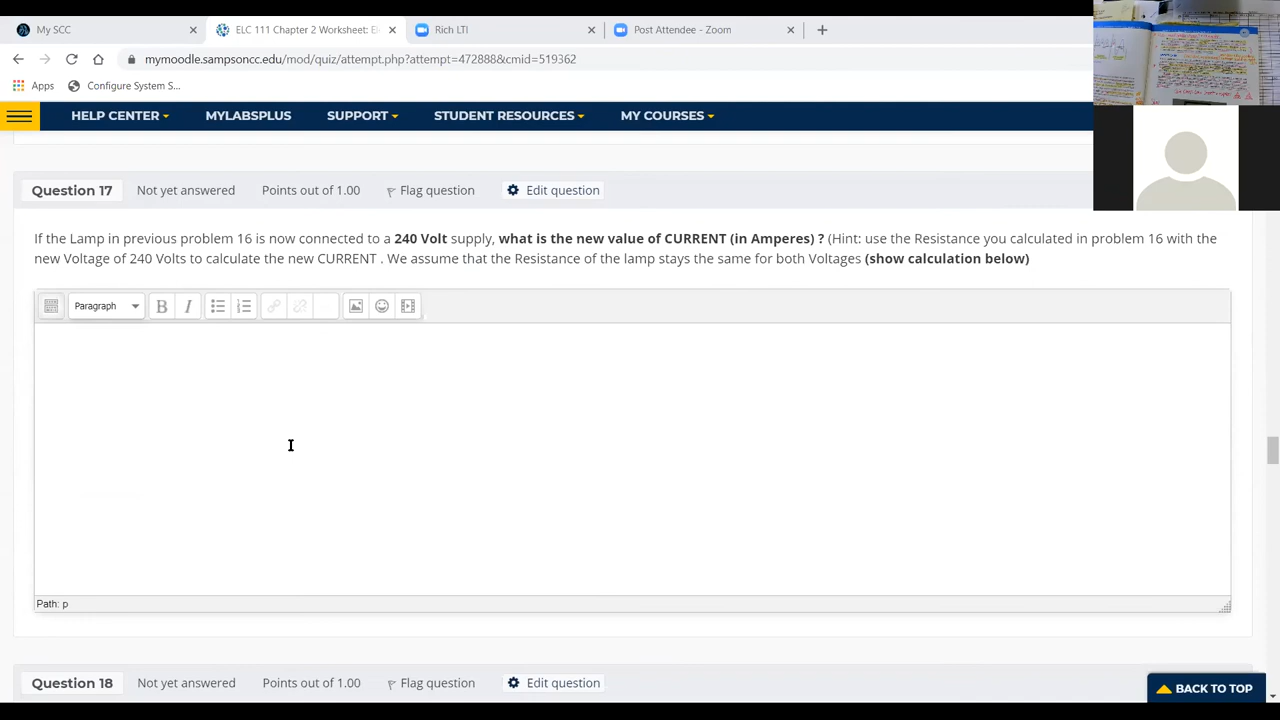 My SCC
ELC 111 Chapter 2 Worksheet: El
Rich LTI
Post Attendee - Zoom
mymoodle.sampsoncc.edu/mod/quiz/attempt.php?attempt=472888&cmid=519362
Apps
Configure System S...
HELP CENTER
MYLABSPLUS
SUPPORT
STUDENT RESOURCES
MY COURSES
Question 17
Not yet answered
Points out of 1.00
Flag question
Edit question
If the Lamp in previous problem 16 is now connected to a 240 Volt supply, what is the new value of CURRENT (in Amperes) ? (Hint: use the Resistance you calculated in problem 16 with the
new Voltage of 240 Volts to calculate the new CURRENT . We assume that the Resistance of the lamp stays the same for both Voltages (show calculation below)
Paragraph
B
I
Path: p
Question 18
Not yet answered
Points out of 1.00
Flag question
Edit question
BACK TO TOP